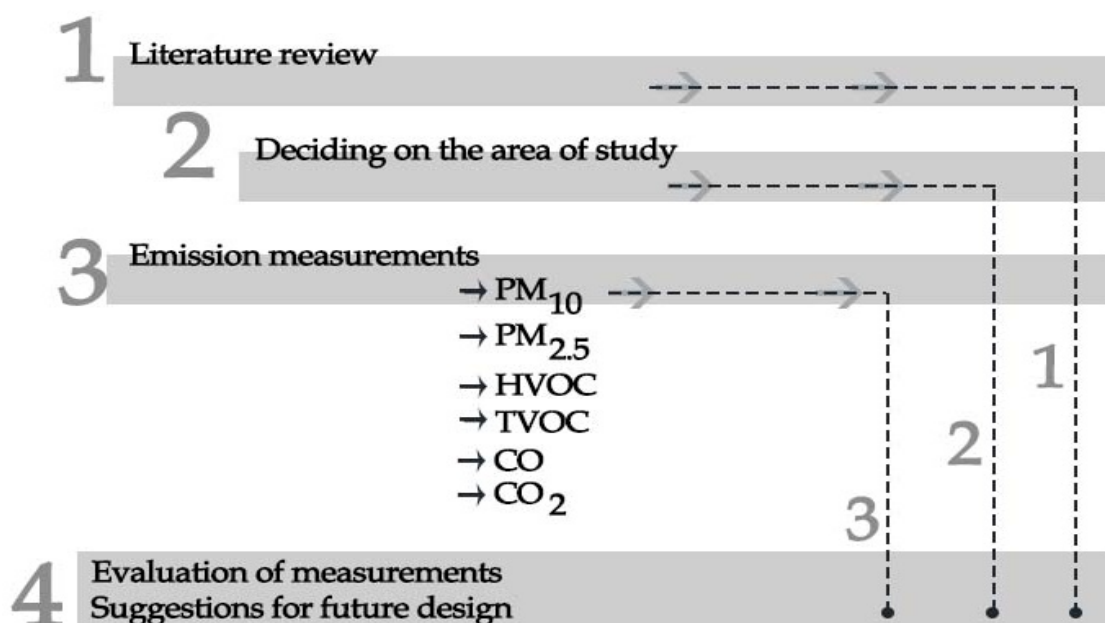 1 Literature review
2 Deciding on the area of study
3 Emission measurements
→ PM10
→ PM2.5
→ HVOC
→ TVOC
→ CO
→ CO2
1
2
3
4 Evaluation of measurements
Suggestions for future design